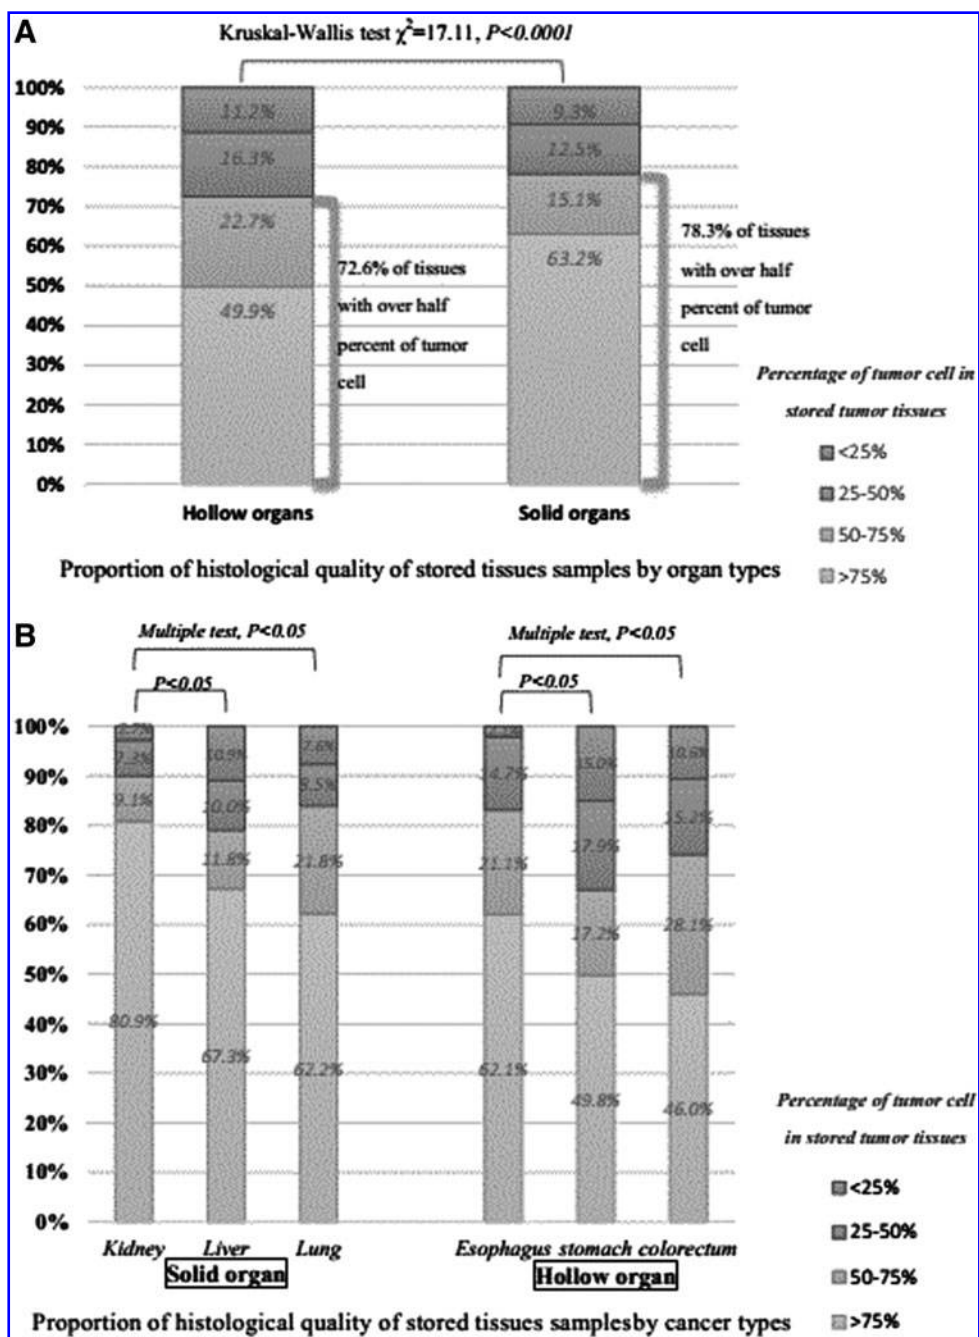 A
Kruskal-Wallis test χ²=17.11, P<0.0001
100%
90%
80%
70%
60%
50%
40%
30%
20%
10%
0%
11.2%
16.3%
22.7%
49.9%
72.6% of tissues
with over half
percent of tumor
cell
9.3%
12.5%
15.1%
63.2%
78.3% of tissues
with over half
percent of tumor
cell
Hollow organs
Solid organs
Percentage of tumor cell in
stored tumor tissues
<25%
25-50%
50-75%
>75%
Proportion of histological quality of stored tissues samples by organ types
B
Multiple test, P<0.05
P<0.05
Multiple test, P<0.05
P<0.05
100%
90%
80%
70%
60%
50%
40%
30%
20%
10%
0%
2.7%
7.3%
9.1%
80.9%
10.9%
10.0%
11.8%
67.3%
7.6%
8.5%
21.8%
62.2%
14.7%
21.1%
62.1%
15.0%
17.9%
17.2%
49.8%
10.6%
15.2%
28.1%
46.0%
Kidney Liver Lung
Solid organ
Esophagus stomach colorectum
Hollow organ
Percentage of tumor cell
in stored tumor tissues
<25%
25-50%
50-75%
>75%
Proportion of histological quality of stored tissues samplesby cancer types